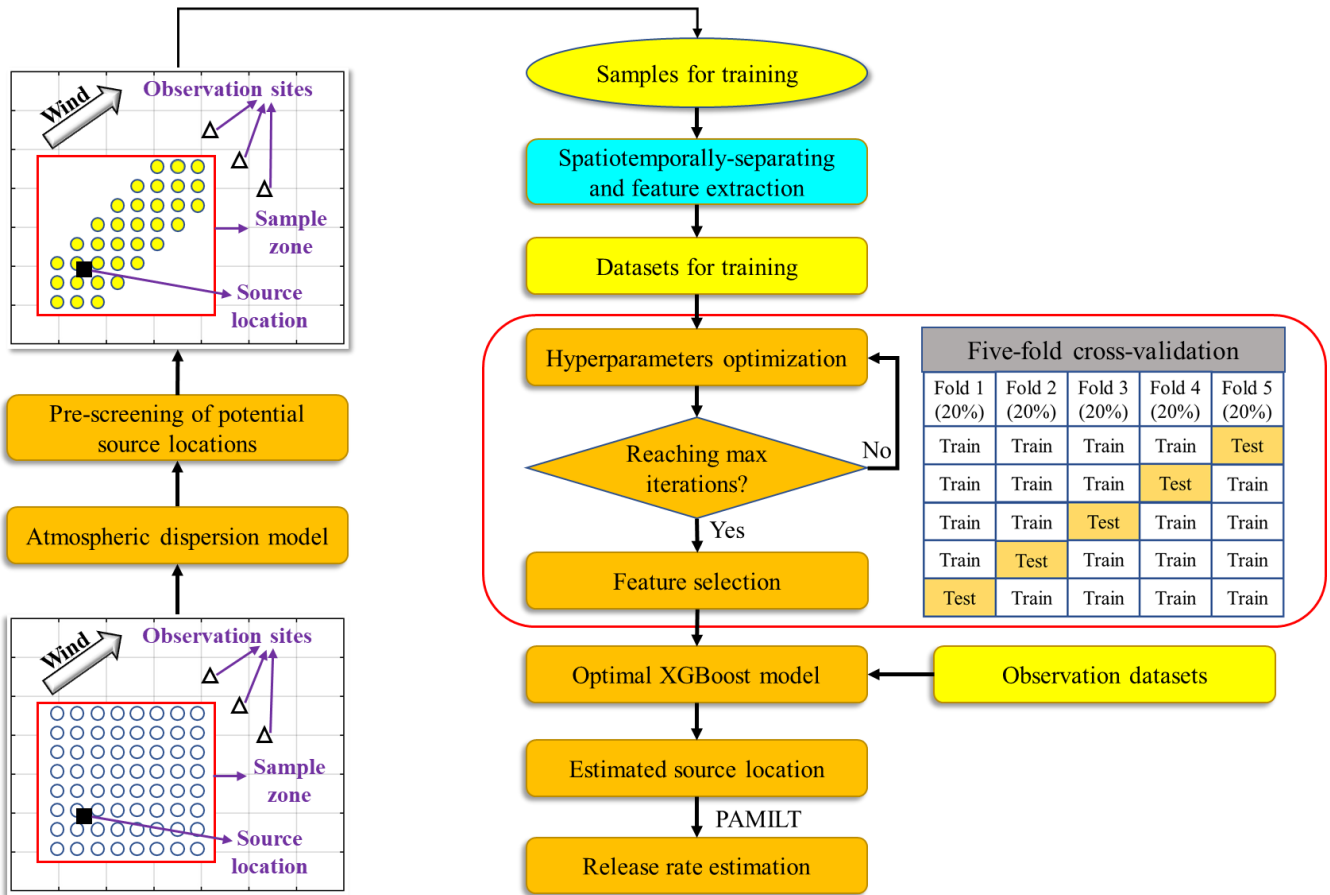 Wind
Observation sites
Sample
zone
Source
location
Pre-screening of potential
source locations
Atmospheric dispersion model
Wind
Observation sites
Sample
zone
Source
location
Samples for training
Spatiotemporally-separating
and feature extraction
Datasets for training
Hyperparameters optimization
Reaching max
iterations?
No
Yes
Feature selection
Five-fold cross-validation
Fold 1 Fold 2 Fold 3 Fold 4 Fold 5
(20%) (20%) (20%) (20%) (20%)
Train Train Train Train Test
Train Train Train Test Train
Train Train Test Train Train
Train Test Train Train Train
Test Train Train Train Train
Optimal XGBoost model
Observation datasets
Estimated source location
PAMILT
Release rate estimation